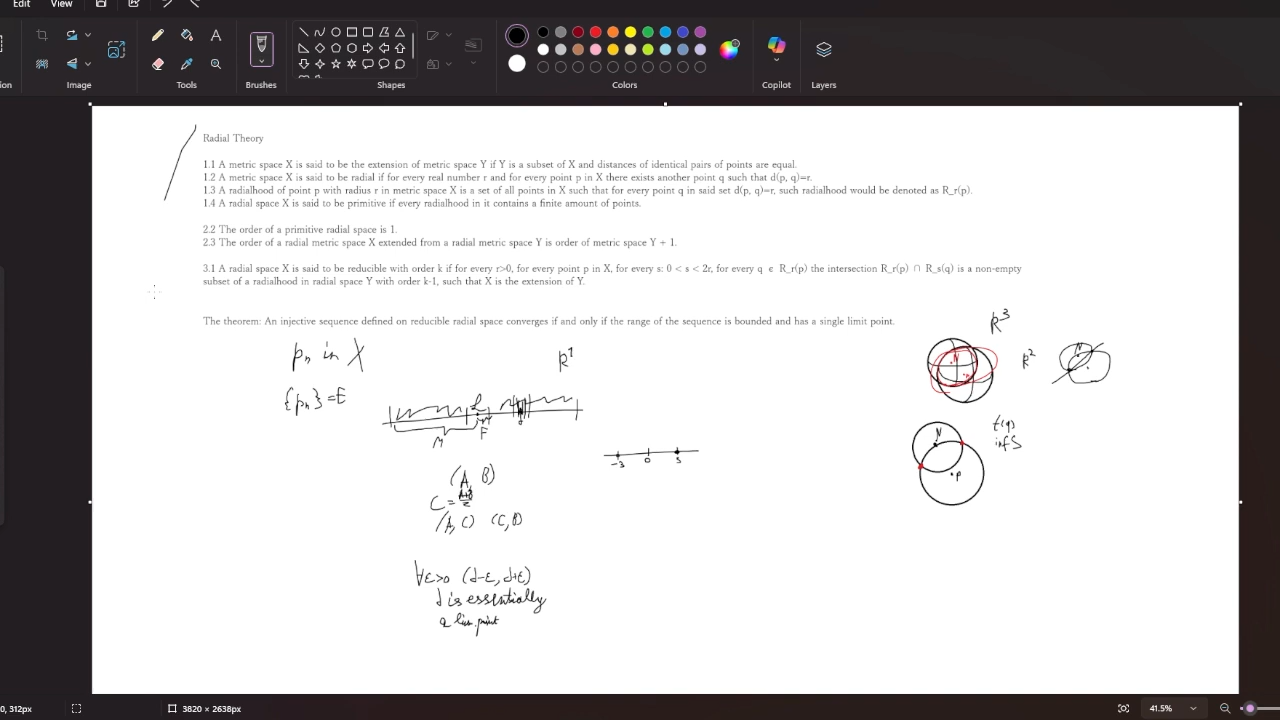 Edit
View
ion
Image
Tools
Brushes
Shapes
Colors
Copilot
Layers
Radial Theory
1.1 A metric space X is said to be the extension of metric space Y if Y is a subset of X and distances of identical pairs of points are equal.
1.2 A metric space X is said to be radial if for every real number r and for every point p in X there exists another point q such that d(p, q)=r.
1.3 A radialhood of point p with radius r in metric space X is a set of all points in X such that for every point q in said set d(p, q)=r, such radialhood would be denoted as R_r(p).
1.4 A radial space X is said to be primitive if every radialhood in it contains a finite amount of points.
2.2 The order of a primitive radial space is 1.
2.3 The order of a radial metric space X extended from a radial metric space Y is order of metric space Y + 1.
3.1 A radial space X is said to be reducible with order k if for every r>0, for every point p in X, for every s: 0 < s < 2r, for every q ϵ R_r(p) the intersection R_r(p) ∩ R_s(q) is a non-empty
subset of a radialhood in radial space Y with order k-1, such that X is the extension of Y.
The theorem: An injective sequence defined on reducible radial space converges if and only if the range of the sequence is bounded and has a single limit point.
pₙ in X
{pₙ}=E
R¹
R³
R²
N
M
F
-3 0 3
(A, B)
C = A+B/2
(A, C) (C, B)
∀ε>0 (d-ε, d+ε)
d is essentially
a lim. point
N
p
inf S
0, 312px
3820 × 2638px
41.5%